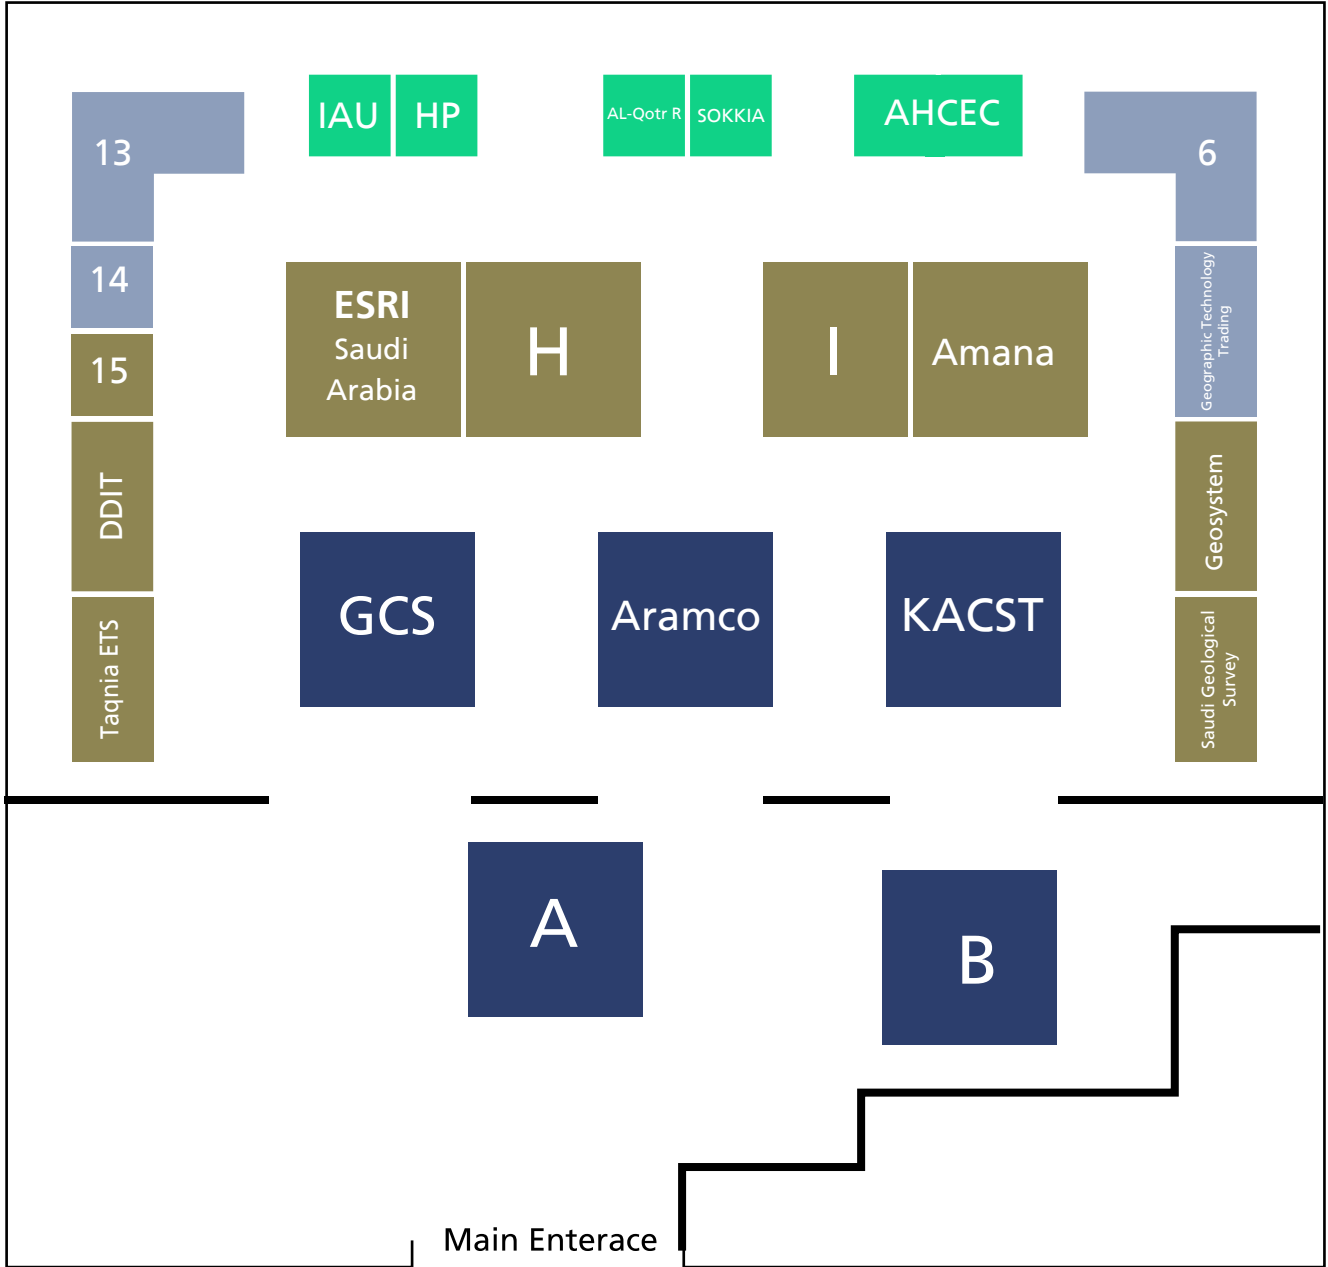 IAU
HP
AL-Qotr R
SOKKIA
AHCEC
13
6
14
ESRI
Saudi
Arabia
H
I
Amana
Geographic Technology
Trading
15
DDIT
Geosystem
GCS
Aramco
KACST
Taqnia ETS
Saudi Geological
Survey
A
B
Main Enterace